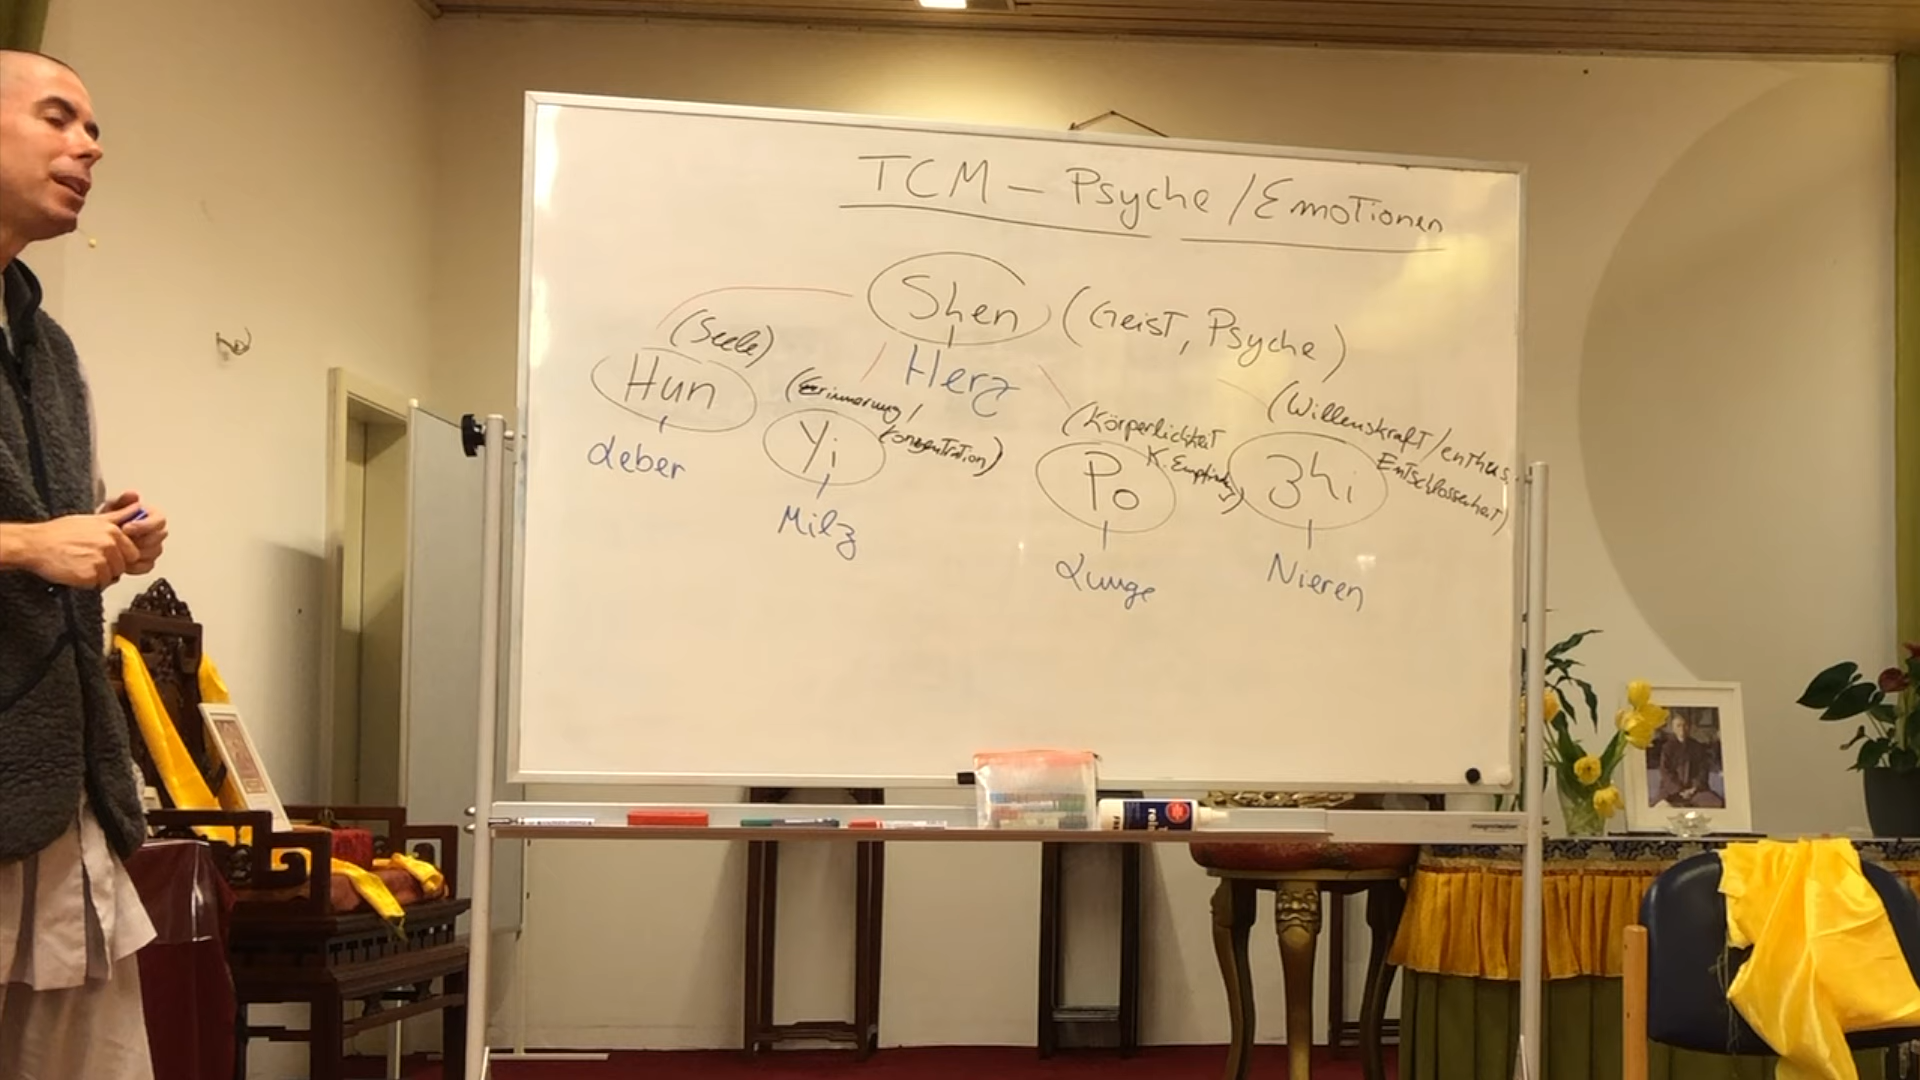 TCM – Psyche / Emotionen
Shen (Geist, Psyche)
Herz
(Seele)
Hun
Leber
(Erinnerung /
Konzentration)
Yi
Milz
(Körperlichkeit
K. Empfindg)
Po
Lunge
(Willenskraft / enthus.
Entschlossenheit)
Zhi
Nieren